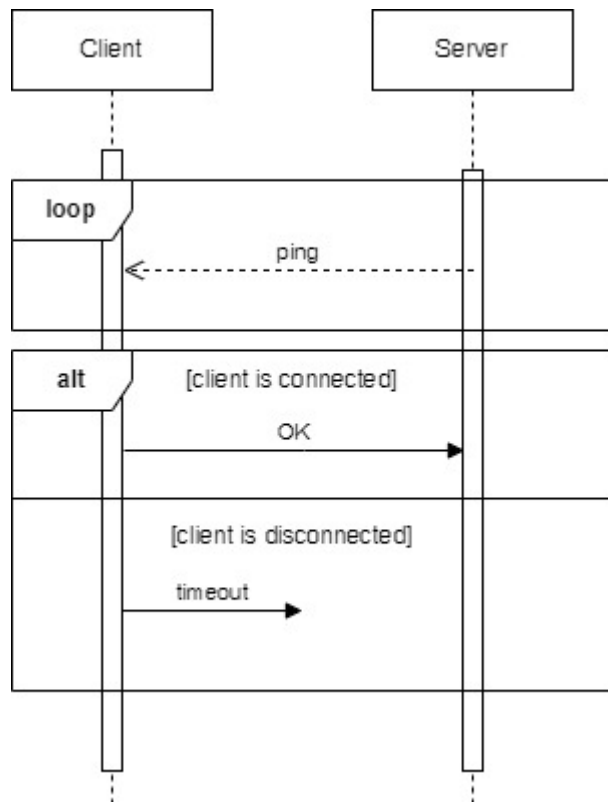 Client
Server
loop
ping
alt
[client is connected]
OK
[client is disconnected]
timeout